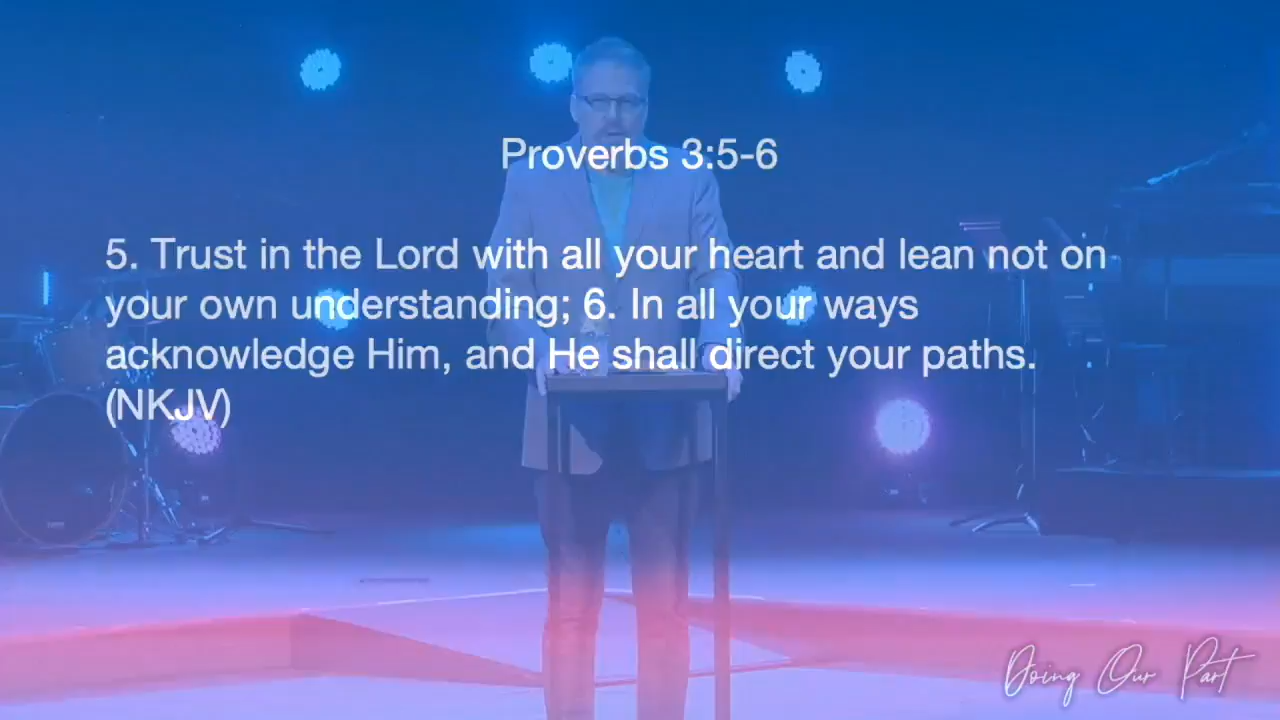 Proverbs 3:5-6
5. Trust in the Lord with all your heart and lean not on
your own understanding; 6. In all your ways
acknowledge Him, and He shall direct your paths.
(NKJV)
Doing Our Part